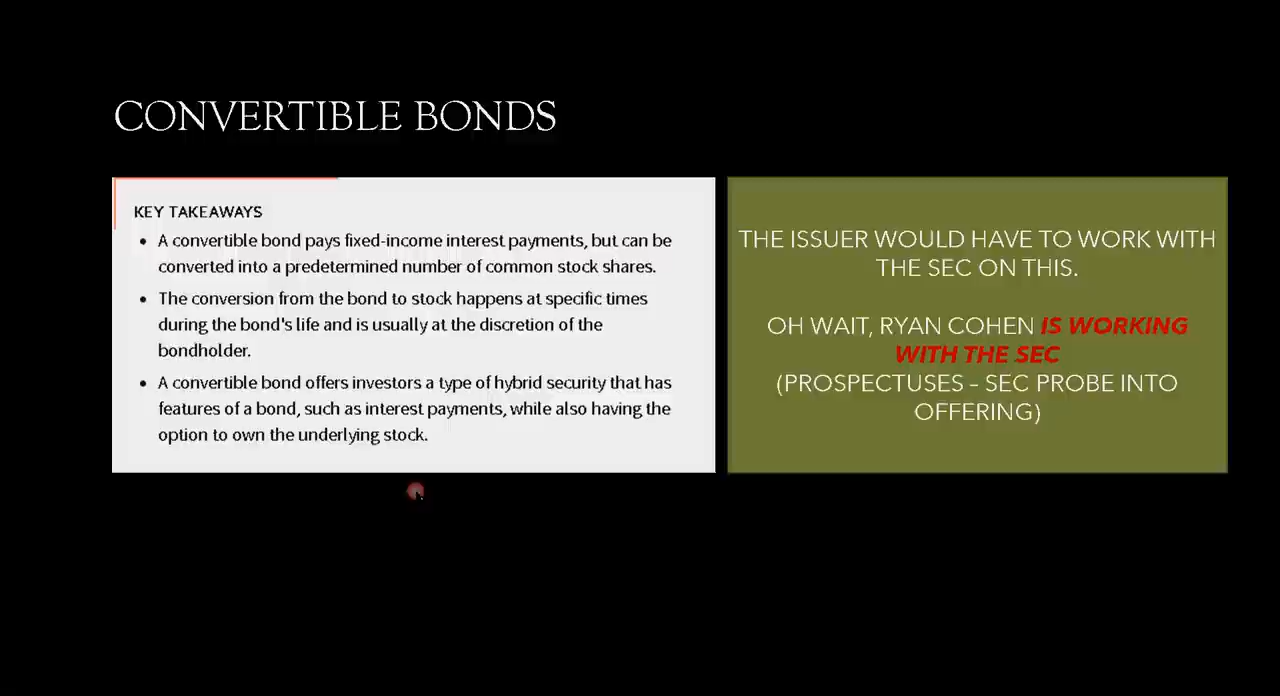 CONVERTIBLE BONDS
KEY TAKEAWAYS
• A convertible bond pays fixed-income interest payments, but can be
converted into a predetermined number of common stock shares.
• The conversion from the bond to stock happens at specific times
during the bond's life and is usually at the discretion of the
bondholder.
• A convertible bond offers investors a type of hybrid security that has
features of a bond, such as interest payments, while also having the
option to own the underlying stock.
THE ISSUER WOULD HAVE TO WORK WITH
THE SEC ON THIS.
OH WAIT, RYAN COHEN IS WORKING
WITH THE SEC
(PROSPECTUSES – SEC PROBE INTO
OFFERING)